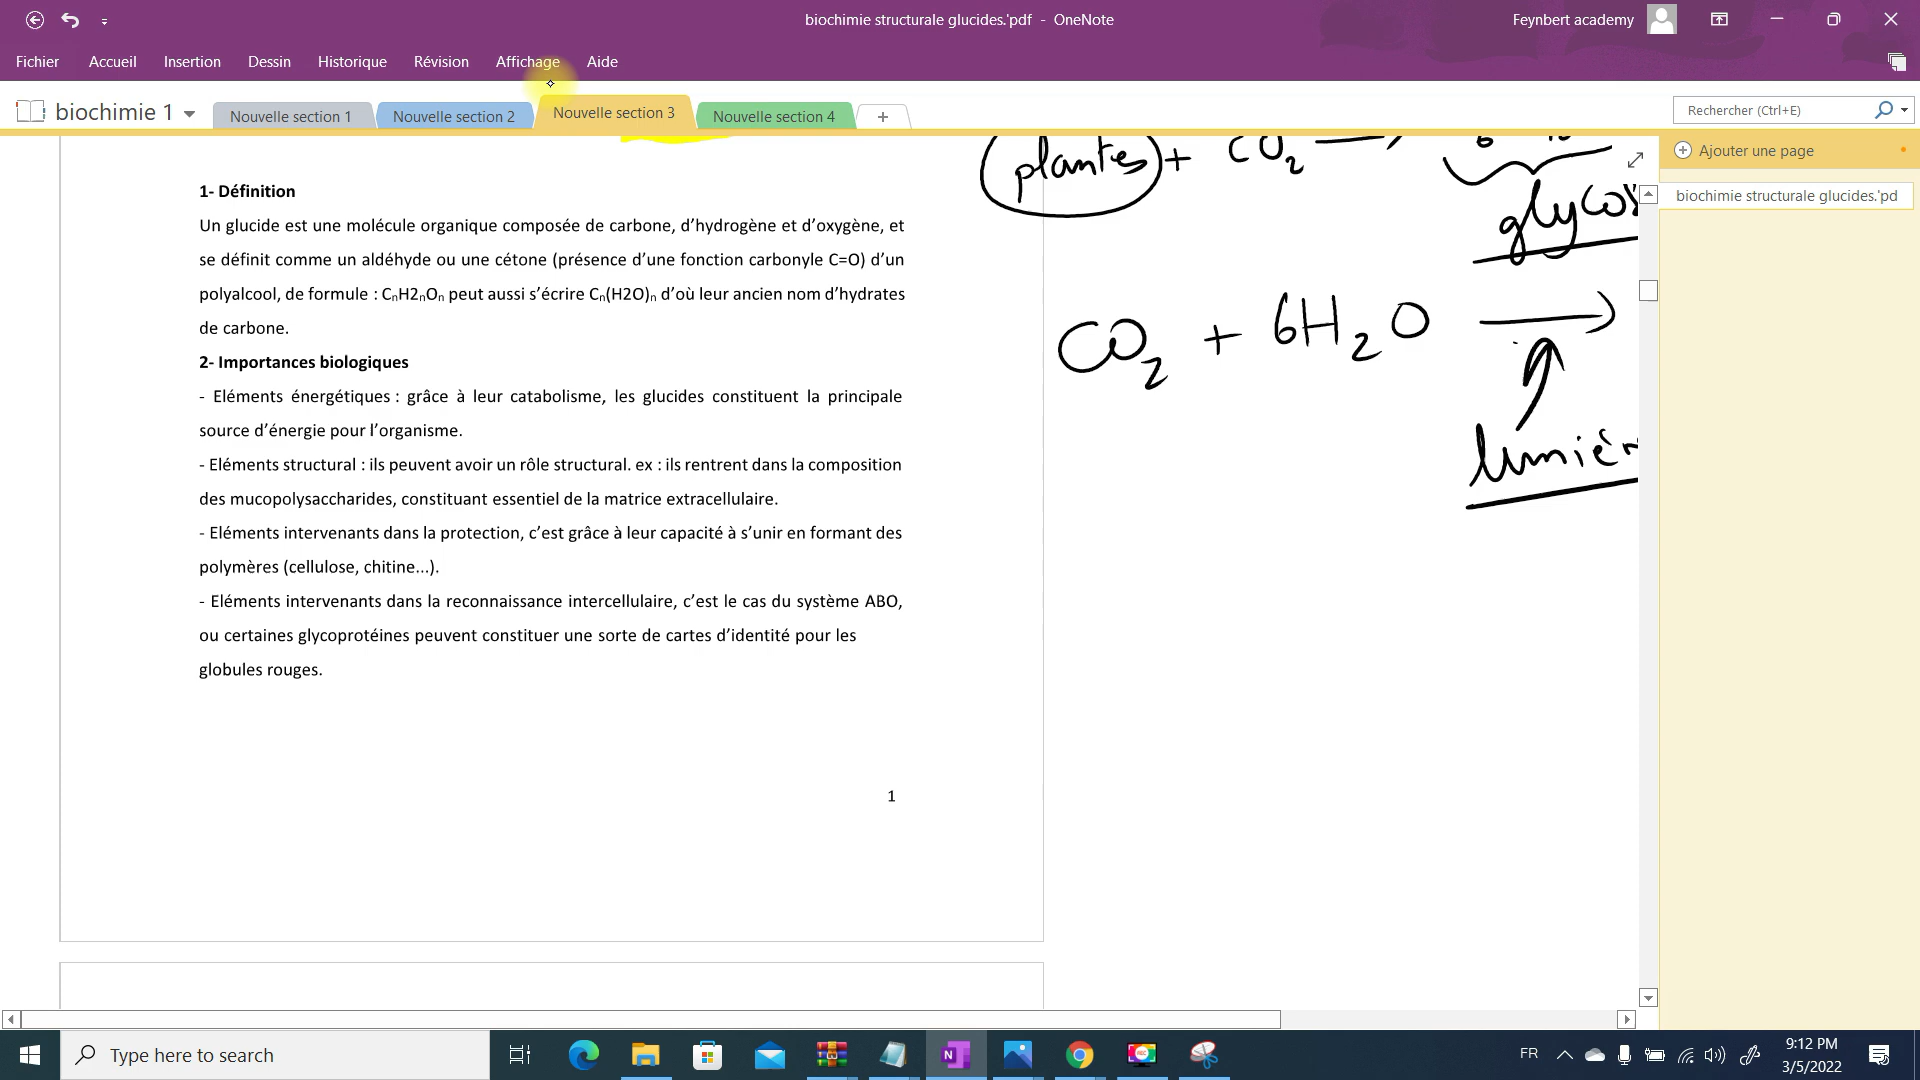 biochimie structurale glucides.'pdf - OneNote
Feynbert academy
Fichier Accueil Insertion Dessin Historique Révision Affichage Aide
biochimie 1
Nouvelle section 1
Nouvelle section 2
Nouvelle section 3
Nouvelle section 4
+
Rechercher (Ctrl+E)
Ajouter une page
biochimie structurale glucides.'pd
1- Définition
Un glucide est une molécule organique composée de carbone, d’hydrogène et d’oxygène, et
se définit comme un aldéhyde ou une cétone (présence d’une fonction carbonyle C=O) d’un
polyalcool, de formule : CₙH2ₙOₙ peut aussi s’écrire Cₙ(H2O)ₙ d’où leur ancien nom d’hydrates
de carbone.
2- Importances biologiques
- Eléments énergétiques : grâce à leur catabolisme, les glucides constituent la principale
source d’énergie pour l’organisme.
- Eléments structural : ils peuvent avoir un rôle structural. ex : ils rentrent dans la composition
des mucopolysaccharides, constituant essentiel de la matrice extracellulaire.
- Eléments intervenants dans la protection, c’est grâce à leur capacité à s’unir en formant des
polymères (cellulose, chitine...).
- Eléments intervenants dans la reconnaissance intercellulaire, c’est le cas du système ABO,
ou certaines glycoprotéines peuvent constituer une sorte de cartes d’identité pour les
globules rouges.
1
plantes + CO₂ →
CO₂ + 6H₂O →
Type here to search
FR
9:12 PM
3/5/2022